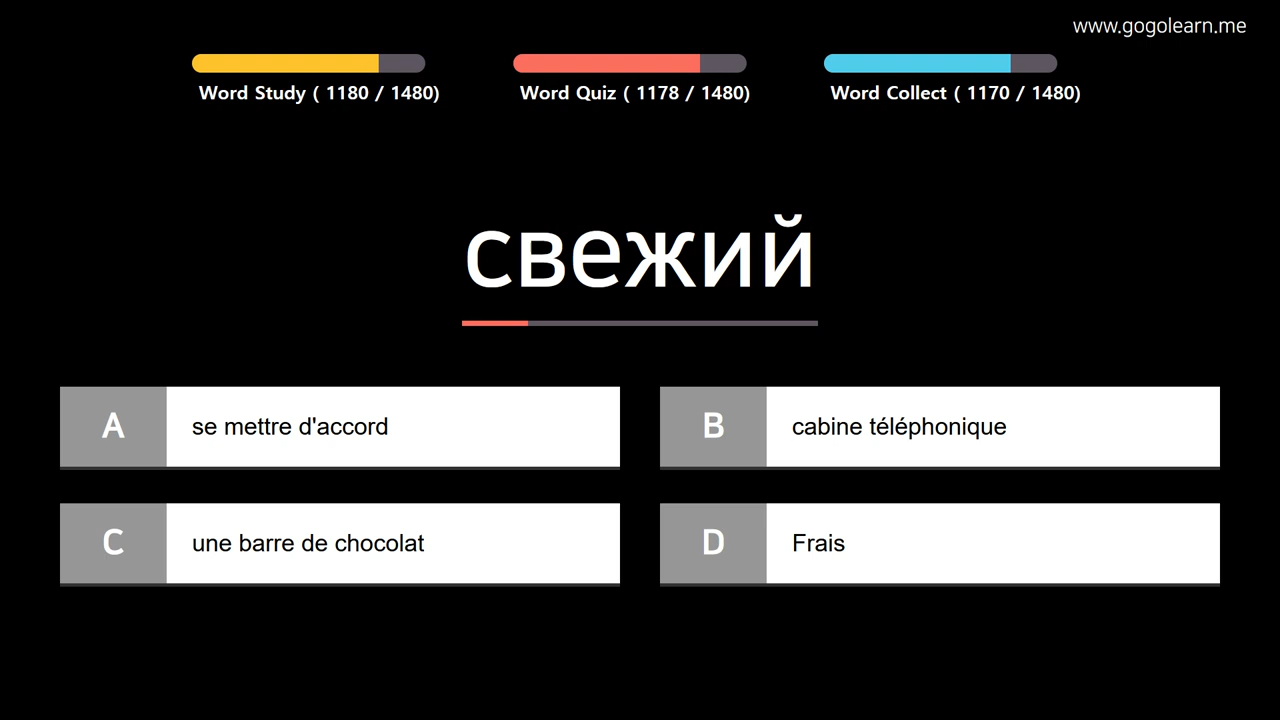 www.gogolearn.me
Word Study ( 1180 / 1480)
Word Quiz ( 1178 / 1480)
Word Collect ( 1170 / 1480)
свежий
A se mettre d'accord
B cabine téléphonique
C une barre de chocolat
D Frais